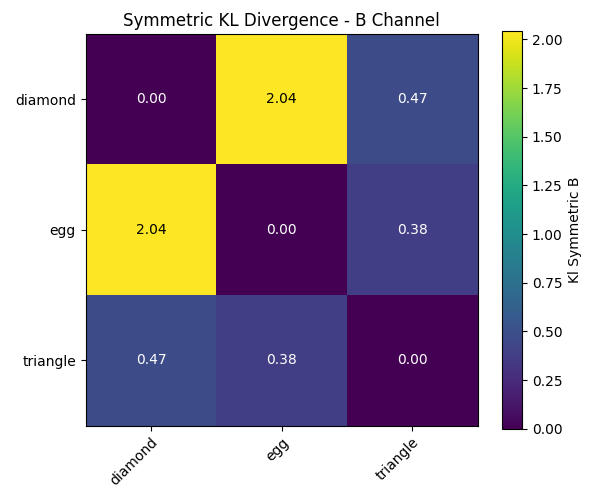 Symmetric KL Divergence - B Channel
diamond
0.00
2.04
0.47
egg
2.04
0.00
0.38
triangle
0.47
0.38
0.00
diamond
egg
triangle
2.00
1.75
1.50
1.25
1.00
0.75
0.50
0.25
0.00
Kl Symmetric B